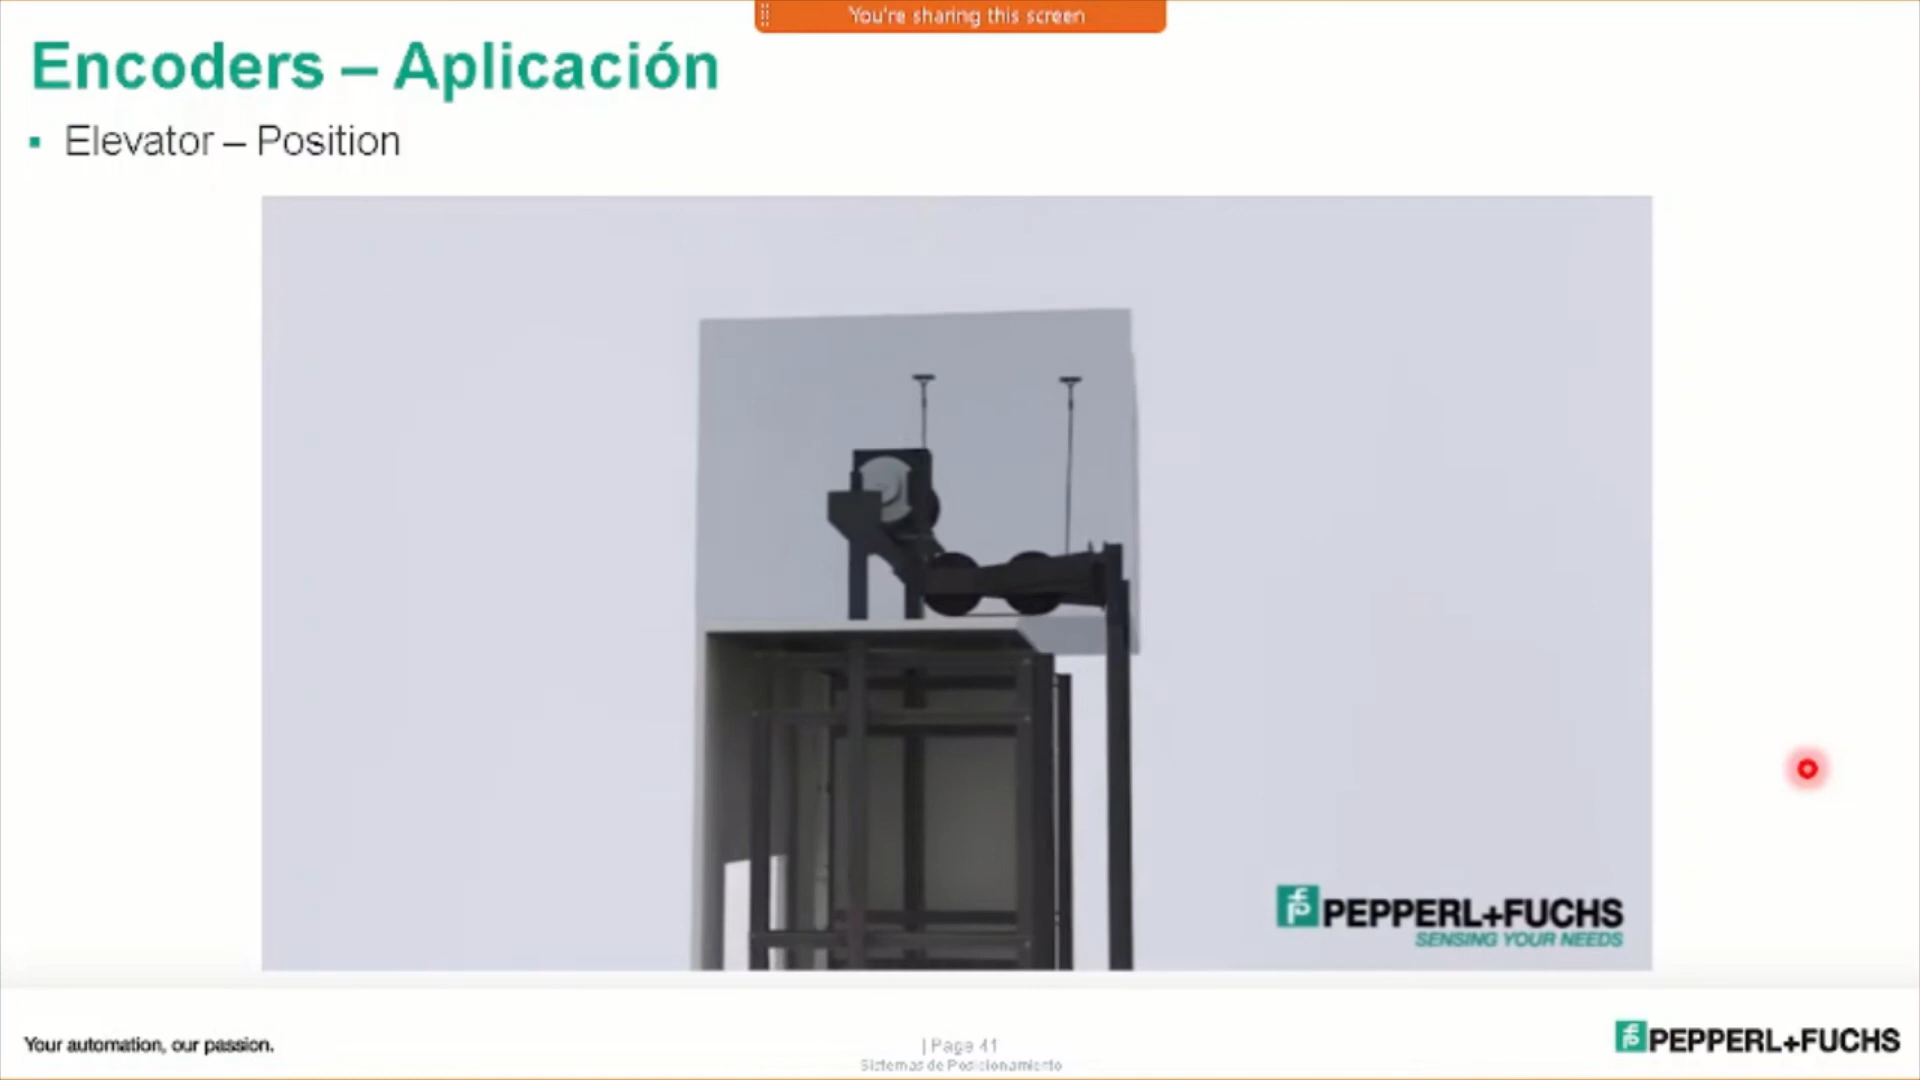 You're sharing this screen
Encoders – Aplicación
▪ Elevator – Position
PEPPERL+FUCHS
SENSING YOUR NEEDS
Your automation, our passion.
| Page 41
Sistemas de Posicionamiento
PEPPERL+FUCHS